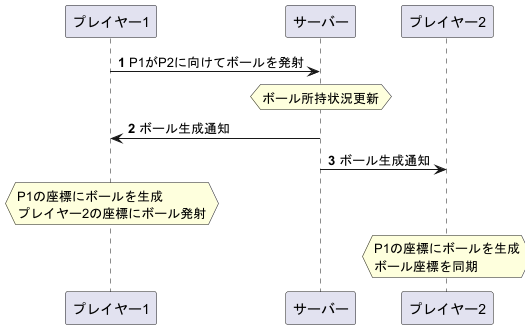 プレイヤー1
サーバー
プレイヤー2
1 P1がP2に向けてボールを発射
ボール所持状況更新
2 ボール生成通知
3 ボール生成通知
P1の座標にボールを生成
プレイヤー2の座標にボール発射
P1の座標にボールを生成
ボール座標を同期
プレイヤー1
サーバー
プレイヤー2